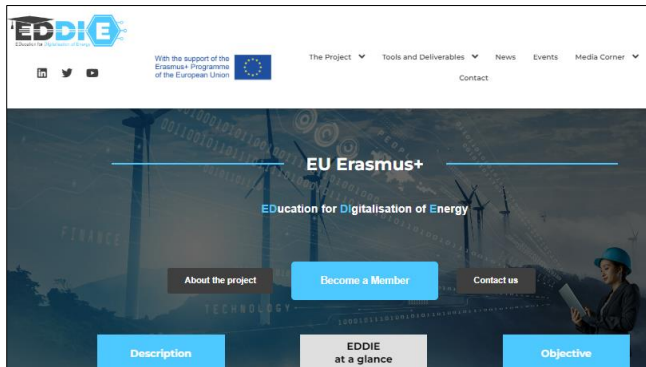 EDDIE
EDucation for Digitalisation of Energy
With the support of the
Erasmus+ Programme
of the European Union
The Project
Tools and Deliverables
News
Events
Media Corner
Contact
EU Erasmus+
EDucation for DIgitalisation of Energy
PEOPLE
FINANCE
About the project
Become a Member
Contact us
TECHNOLOGY
Description
EDDIE
at a glance
Objective